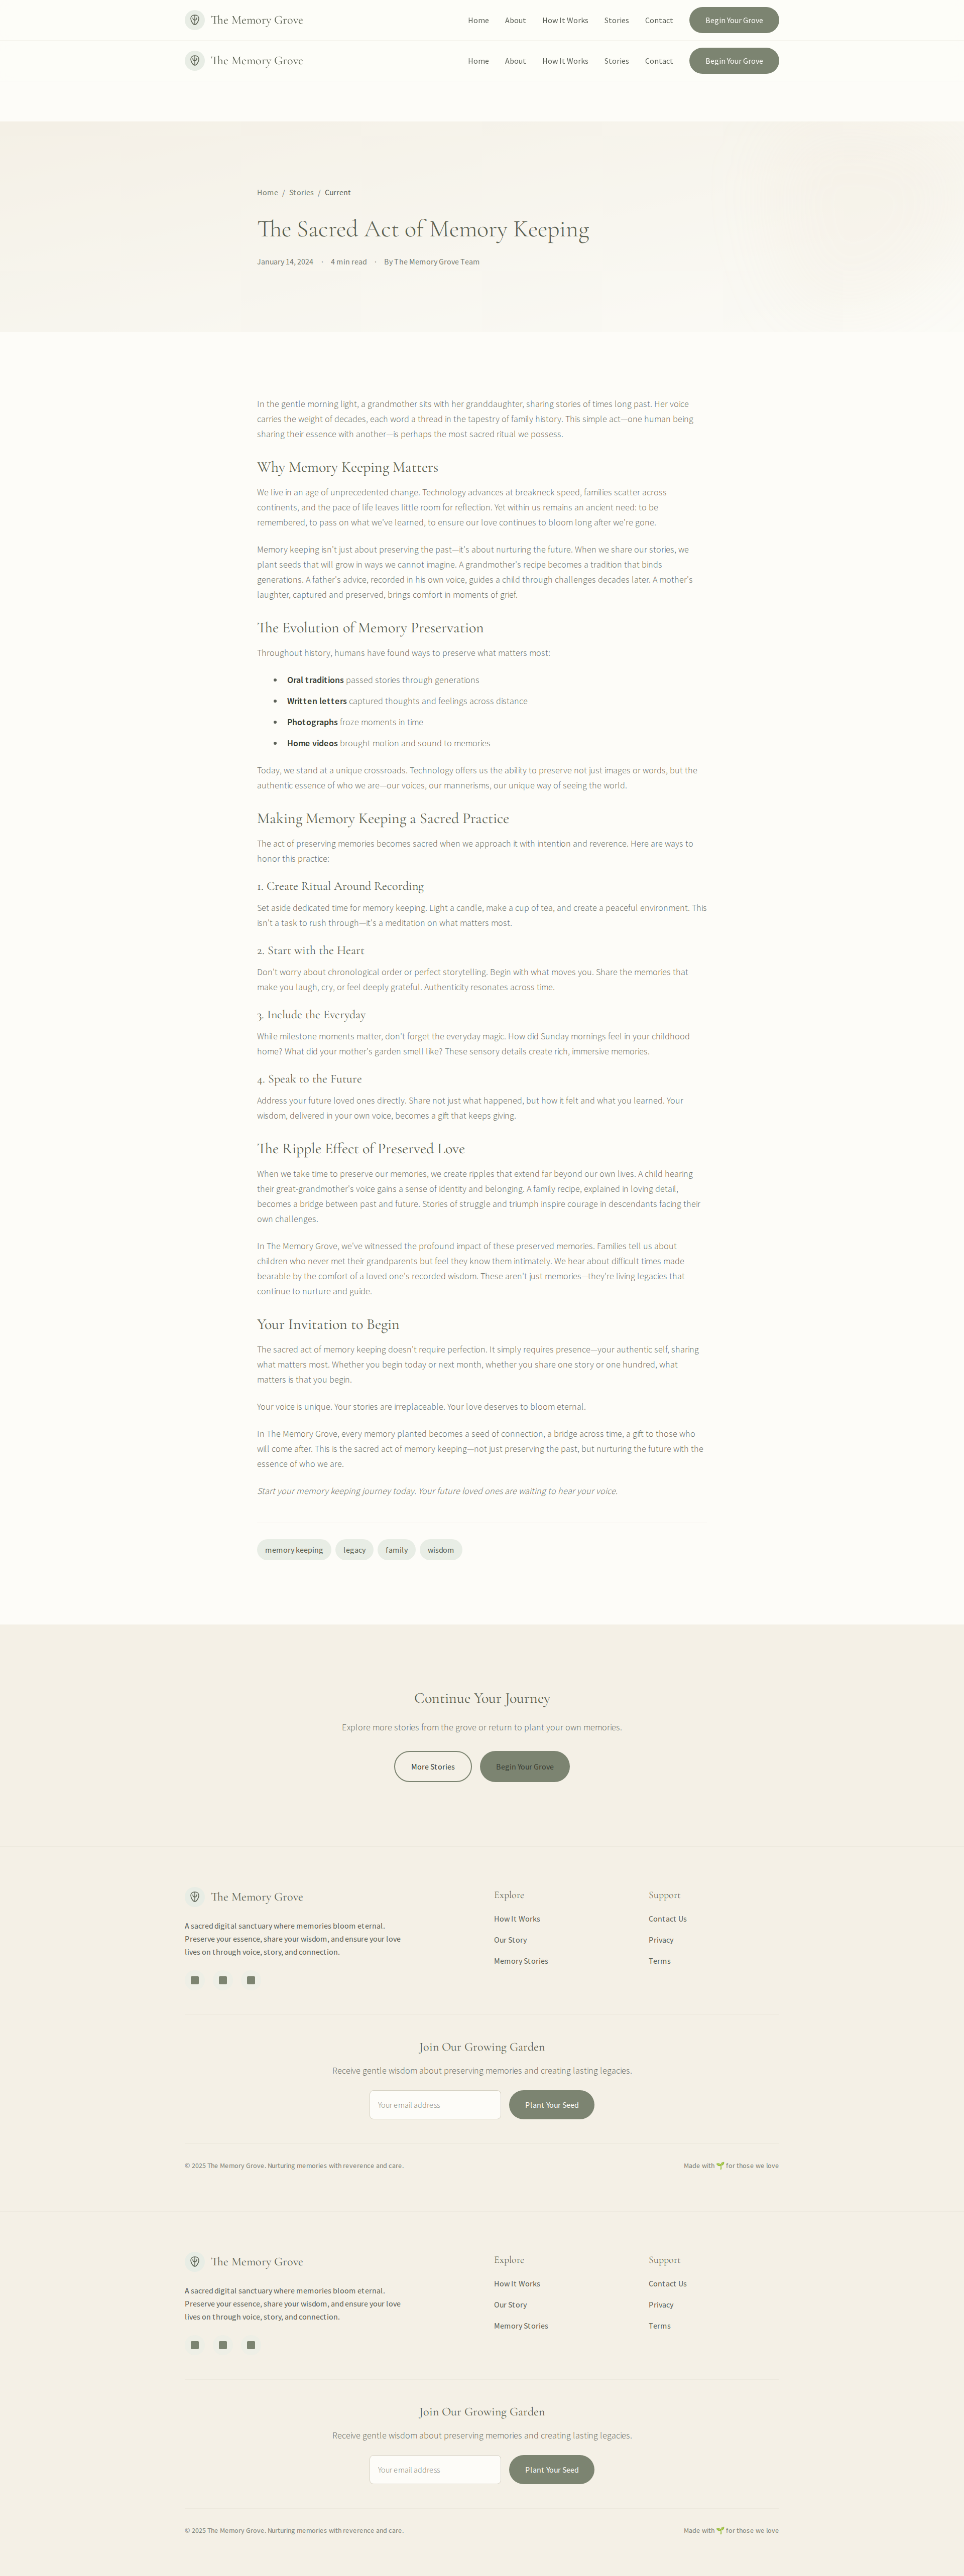 The Memory Grove
Home About How It Works Stories Contact Begin Your Grove
The Memory Grove
Home About How It Works Stories Contact Begin Your Grove
Home / Stories / Current
The Sacred Act of Memory Keeping
January 14, 2024 • 4 min read • By The Memory Grove Team
In the gentle morning light, a grandmother sits with her granddaughter, sharing stories of times long past. Her voice
carries the weight of decades, each word a thread in the tapestry of family history. This simple act—one human being
sharing their essence with another—is perhaps the most sacred ritual we possess.
Why Memory Keeping Matters
We live in an age of unprecedented change. Technology advances at breakneck speed, families scatter across
continents, and the pace of life leaves little room for reflection. Yet within us remains an ancient need: to be
remembered, to pass on what we've learned, to ensure our love continues to bloom long after we're gone.
Memory keeping isn't just about preserving the past—it's about nurturing the future. When we share our stories, we
plant seeds that will grow in ways we cannot imagine. A grandmother's recipe becomes a tradition that binds
generations. A father's advice, recorded in his own voice, guides a child through challenges decades later. A mother's
laughter, captured and preserved, brings comfort in moments of grief.
The Evolution of Memory Preservation
Throughout history, humans have found ways to preserve what matters most:
• Oral traditions passed stories through generations
• Written letters captured thoughts and feelings across distance
• Photographs froze moments in time
• Home videos brought motion and sound to memories
Today, we stand at a unique crossroads. Technology offers us the ability to preserve not just images or words, but the
authentic essence of who we are—our voices, our mannerisms, our unique way of seeing the world.
Making Memory Keeping a Sacred Practice
The act of preserving memories becomes sacred when we approach it with intention and reverence. Here are ways to
honor this practice:
1. Create Ritual Around Recording
Set aside dedicated time for memory keeping. Light a candle, make a cup of tea, and create a peaceful environment. This
isn't a task to rush through—it's a meditation on what matters most.
2. Start with the Heart
Don't worry about chronological order or perfect storytelling. Begin with what moves you. Share the memories that
make you laugh, cry, or feel deeply grateful. Authenticity resonates across time.
3. Include the Everyday
While milestone moments matter, don't forget the everyday magic. How did Sunday mornings feel in your childhood
home? What did your mother's garden smell like? These sensory details create rich, immersive memories.
4. Speak to the Future
Address your future loved ones directly. Share not just what happened, but how it felt and what you learned. Your
wisdom, delivered in your own voice, becomes a gift that keeps giving.
The Ripple Effect of Preserved Love
When we take time to preserve our memories, we create ripples that extend far beyond our own lives. A child hearing
their great-grandmother's voice gains a sense of identity and belonging. A family recipe, explained in loving detail,
becomes a bridge between past and future. Stories of struggle and triumph inspire courage in descendants facing their
own challenges.
In The Memory Grove, we've witnessed the profound impact of these preserved memories. Families tell us about
children who never met their grandparents but feel they know them intimately. We hear about difficult times made
bearable by the comfort of a loved one's recorded wisdom. These aren't just memories—they're living legacies that
continue to nurture and guide.
Your Invitation to Begin
The sacred act of memory keeping doesn't require perfection. It simply requires presence—your authentic self, sharing
what matters most. Whether you begin today or next month, whether you share one story or one hundred, what
matters is that you begin.
Your voice is unique. Your stories are irreplaceable. Your love deserves to bloom eternal.
In The Memory Grove, every memory planted becomes a seed of connection, a bridge across time, a gift to those who
will come after. This is the sacred act of memory keeping—not just preserving the past, but nurturing the future with the
essence of who we are.
Start your memory keeping journey today. Your future loved ones are waiting to hear your voice.
memory keeping legacy family wisdom
Continue Your Journey
Explore more stories from the grove or return to plant your own memories.
More Stories Begin Your Grove
The Memory Grove
A sacred digital sanctuary where memories bloom eternal.
Preserve your essence, share your wisdom, and ensure your love
lives on through voice, story, and connection.
Explore
How It Works
Our Story
Memory Stories
Support
Contact Us
Privacy
Terms
Join Our Growing Garden
Receive gentle wisdom about preserving memories and creating lasting legacies.
Your email address Plant Your Seed
© 2025 The Memory Grove. Nurturing memories with reverence and care.
Made with 🌱 for those we love
The Memory Grove
A sacred digital sanctuary where memories bloom eternal.
Preserve your essence, share your wisdom, and ensure your love
lives on through voice, story, and connection.
Explore
How It Works
Our Story
Memory Stories
Support
Contact Us
Privacy
Terms
Join Our Growing Garden
Receive gentle wisdom about preserving memories and creating lasting legacies.
Your email address Plant Your Seed
© 2025 The Memory Grove. Nurturing memories with reverence and care.
Made with 🌱 for those we love